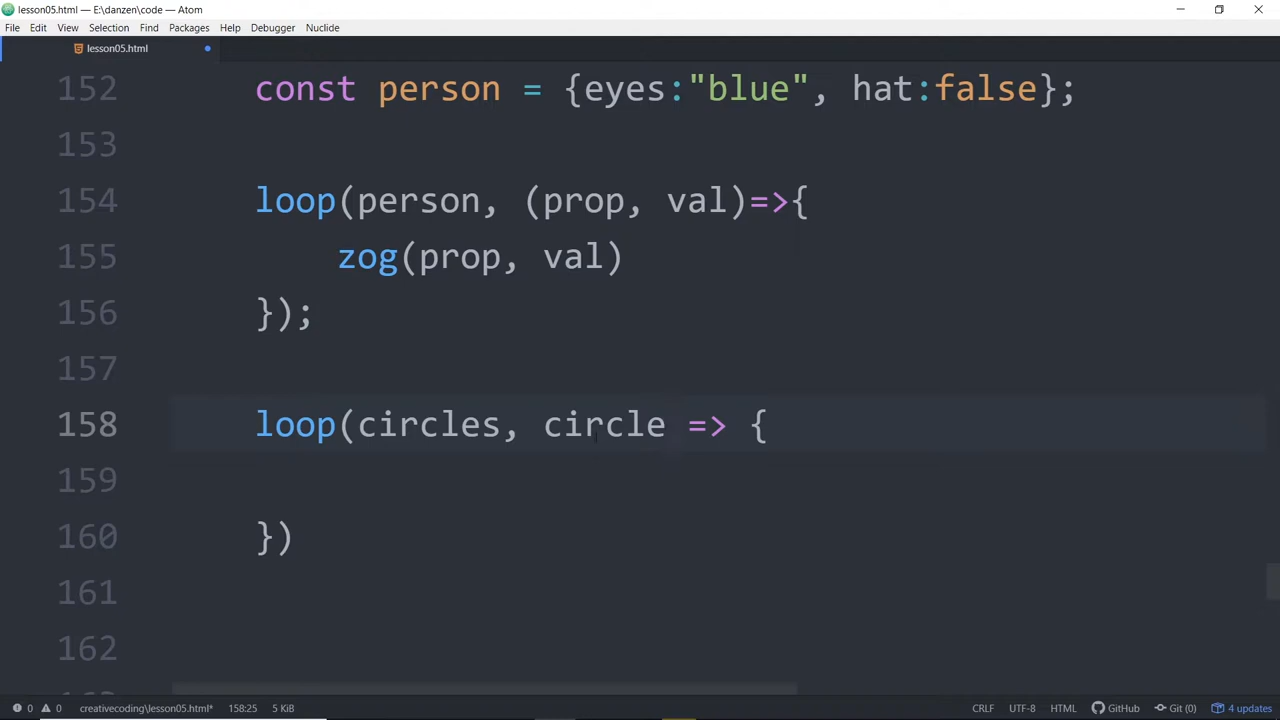 lesson05.html — E:\danzen\code — Atom
File Edit View Selection Find Packages Help Debugger Nuclide
lesson05.html
152 const person = {eyes:"blue", hat:false};
153
154 loop(person, (prop, val)=>{
155 zog(prop, val)
156 });
157
158 loop(circles, circle => {
159
160 })
161
162
0 0 creativecoding\lesson05.html* 158:25 5 KiB CRLF UTF-8 HTML GitHub Git (0) 4 updates